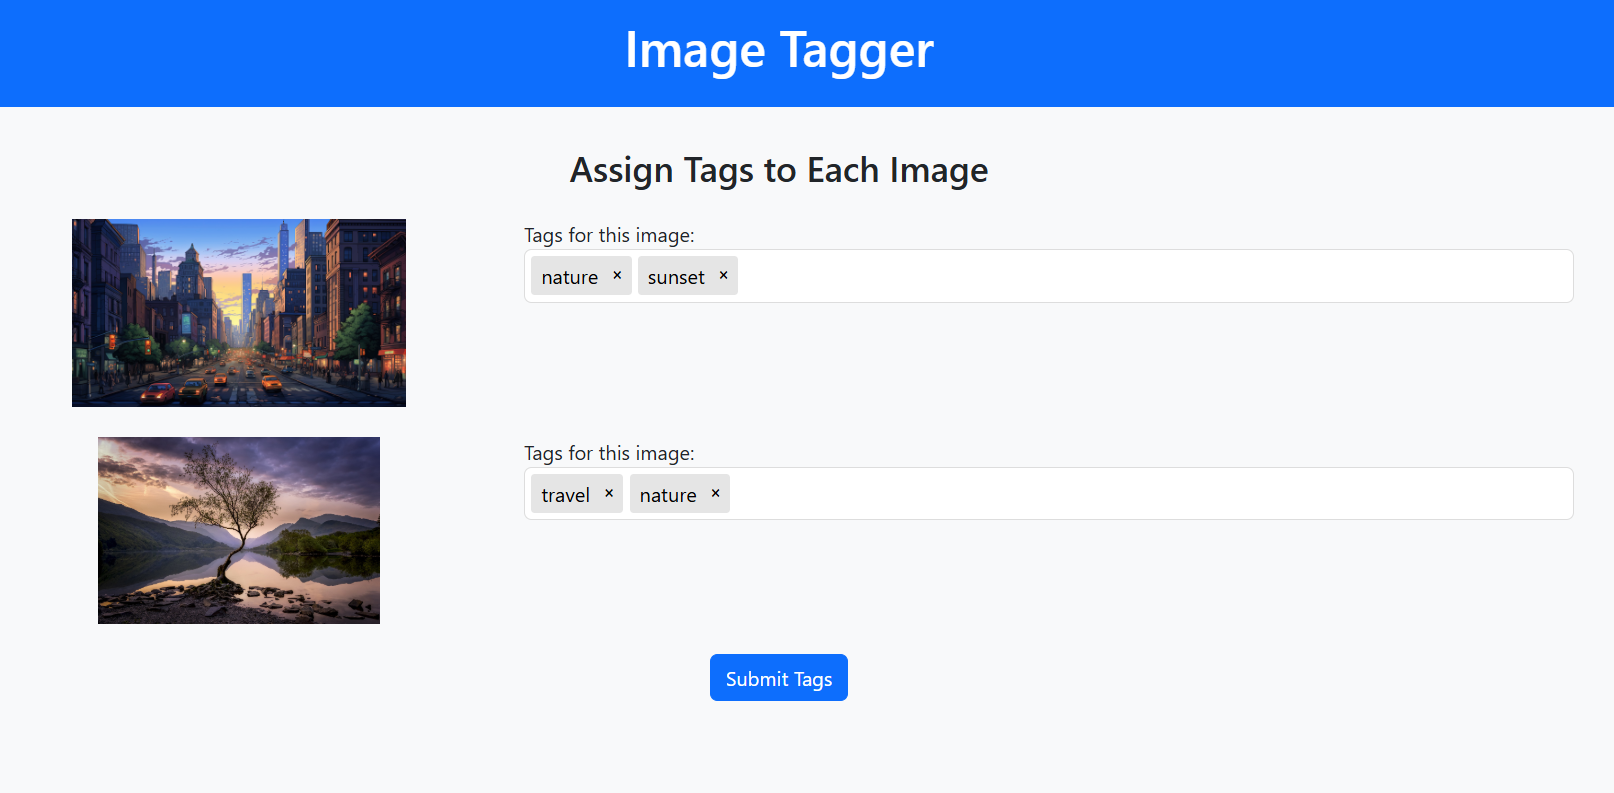 Image Tagger
Assign Tags to Each Image
Tags for this image:
nature × sunset ×
Tags for this image:
travel × nature ×
Submit Tags